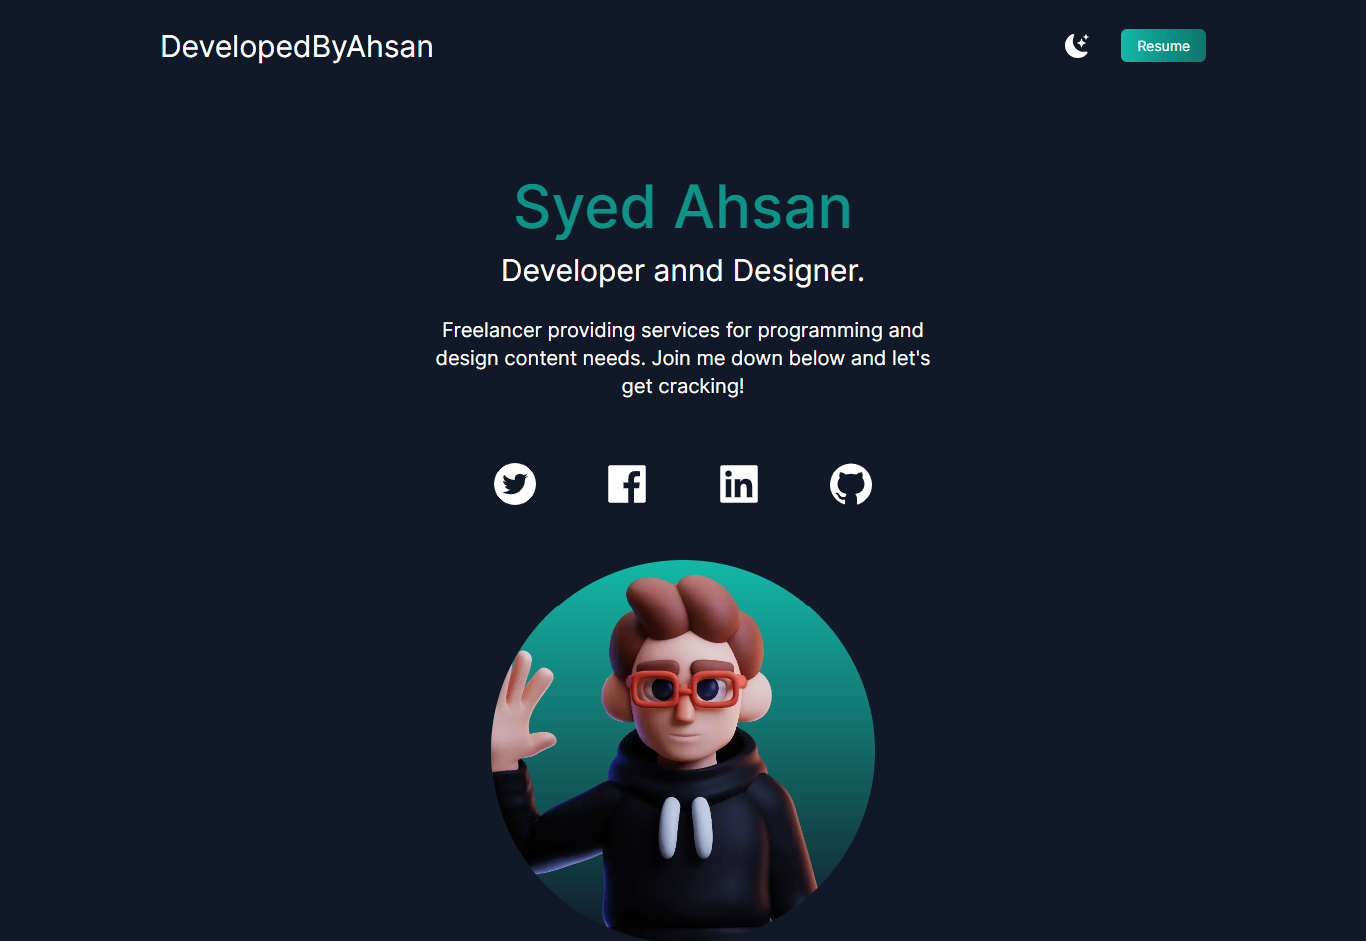 DevelopedByAhsan
Resume
Syed Ahsan
Developer annd Designer.
Freelancer providing services for programming and
design content needs. Join me down below and let's
get cracking!